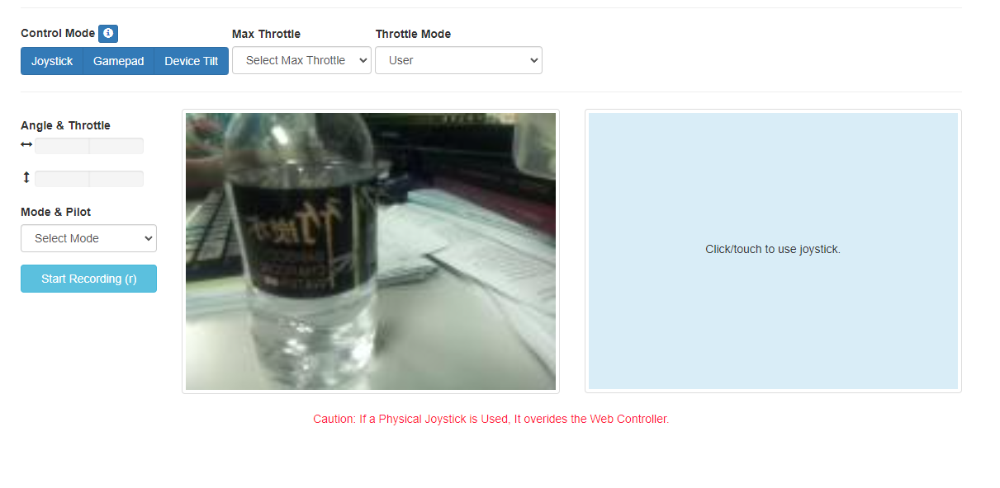 Control Mode
Max Throttle
Throttle Mode
Joystick
Gamepad
Device Tilt
Select Max Throttle
User
Angle & Throttle
Mode & Pilot
Select Mode
Start Recording (r)
Click/touch to use joystick.
Caution: If a Physical Joystick is Used, It overides the Web Controller.